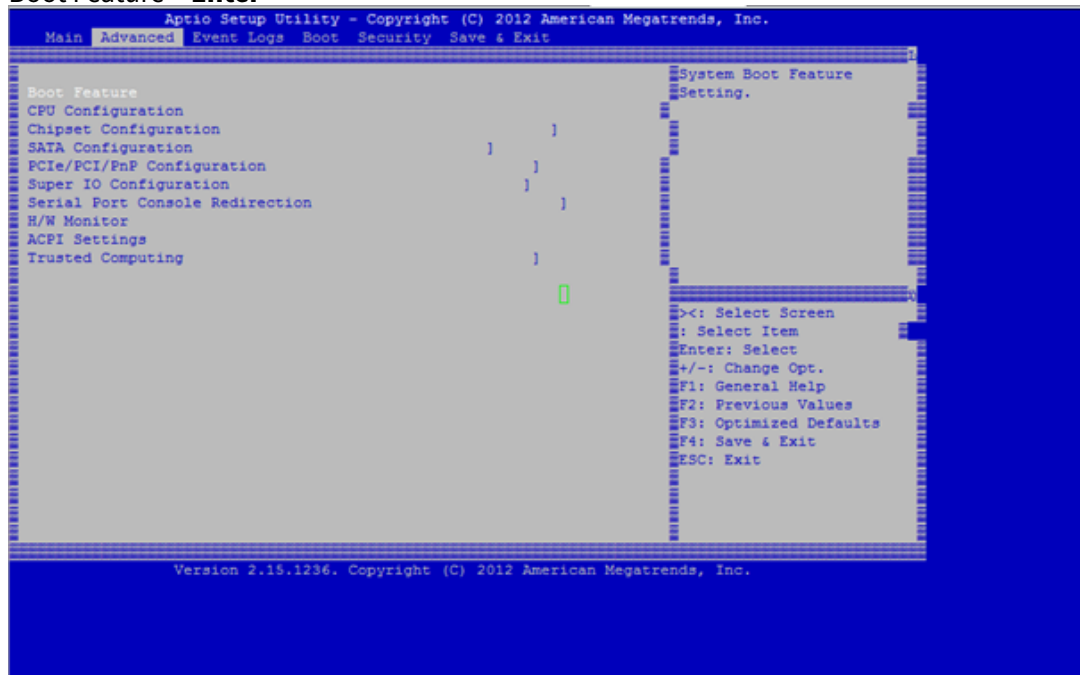 Boot Feature – Enter
Aptio Setup Utility - Copyright (C) 2012 American Megatrends, Inc.
Main Advanced Event Logs Boot Security Save & Exit
Boot Feature
CPU Configuration
Chipset Configuration ]
SATA Configuration ]
PCIe/PCI/PnP Configuration ]
Super IO Configuration ]
Serial Port Console Redirection ]
H/W Monitor
ACPI Settings
Trusted Computing ]
System Boot Feature
Setting.
><: Select Screen
: Select Item
Enter: Select
+/-: Change Opt.
F1: General Help
F2: Previous Values
F3: Optimized Defaults
F4: Save & Exit
ESC: Exit
Version 2.15.1236. Copyright (C) 2012 American Megatrends, Inc.